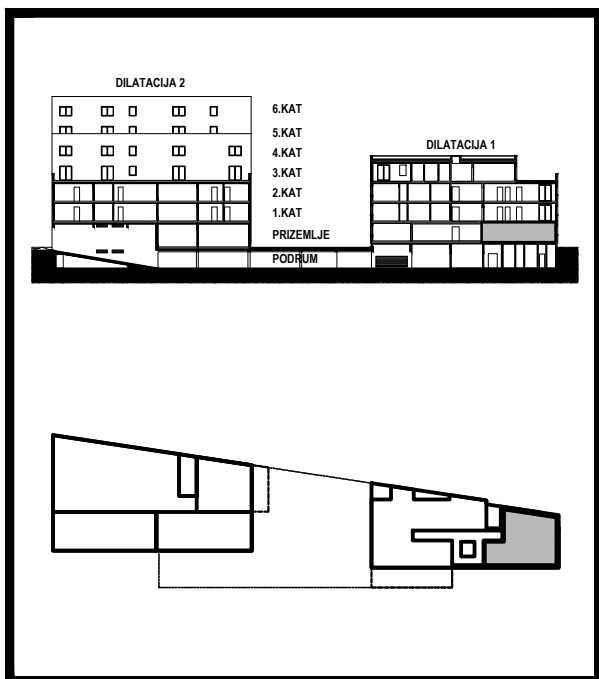 DILATACIJA 2
6.KAT
5.KAT
4.KAT
3.KAT
2.KAT
1.KAT
PRIZEMLJE
PODRUM
DILATACIJA 1